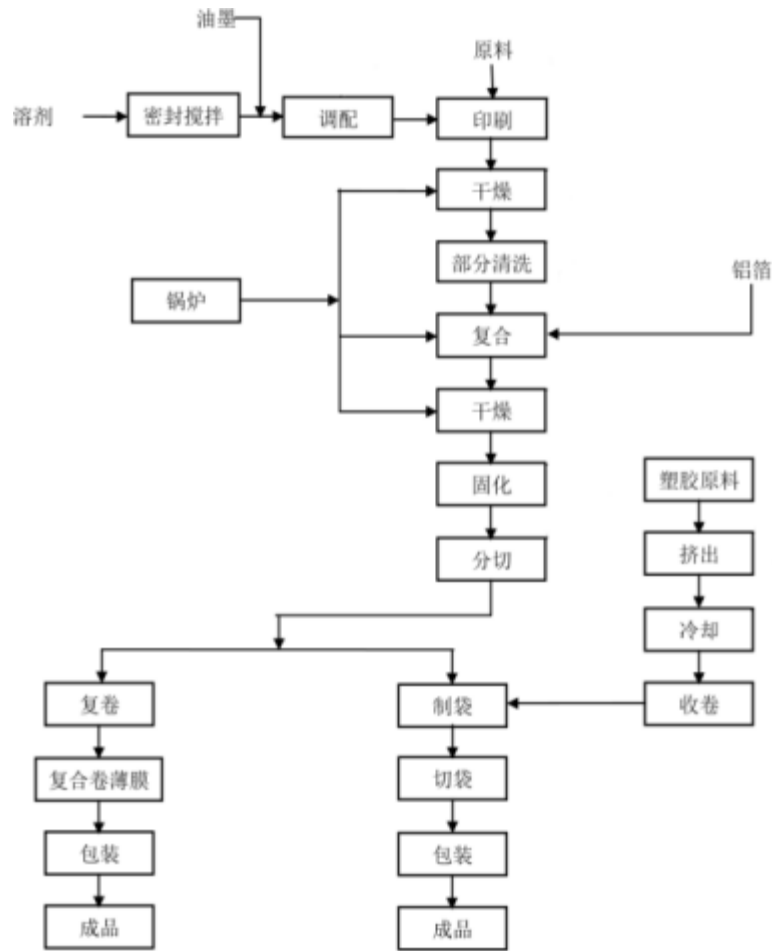 油墨
原料
溶剂
密封搅拌
调配
印刷
干燥
部分清洗
铝箔
锅炉
复合
干燥
固化
塑胶原料
分切
挤出
冷却
复卷
制袋
收卷
复合卷薄膜
切袋
包装
包装
成品
成品